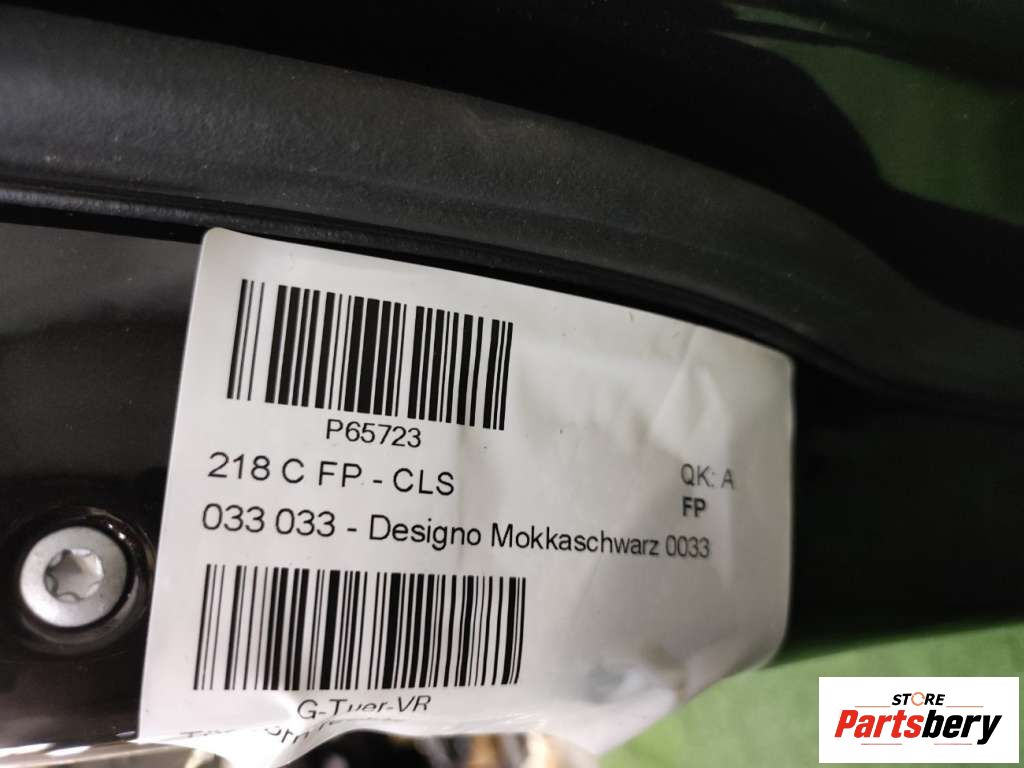 P65723
218 C FP - CLS
QK: A
FP
033 033 - Designo Mokkaschwarz 0033
G-Tuer-VR
STORE
Partsbery